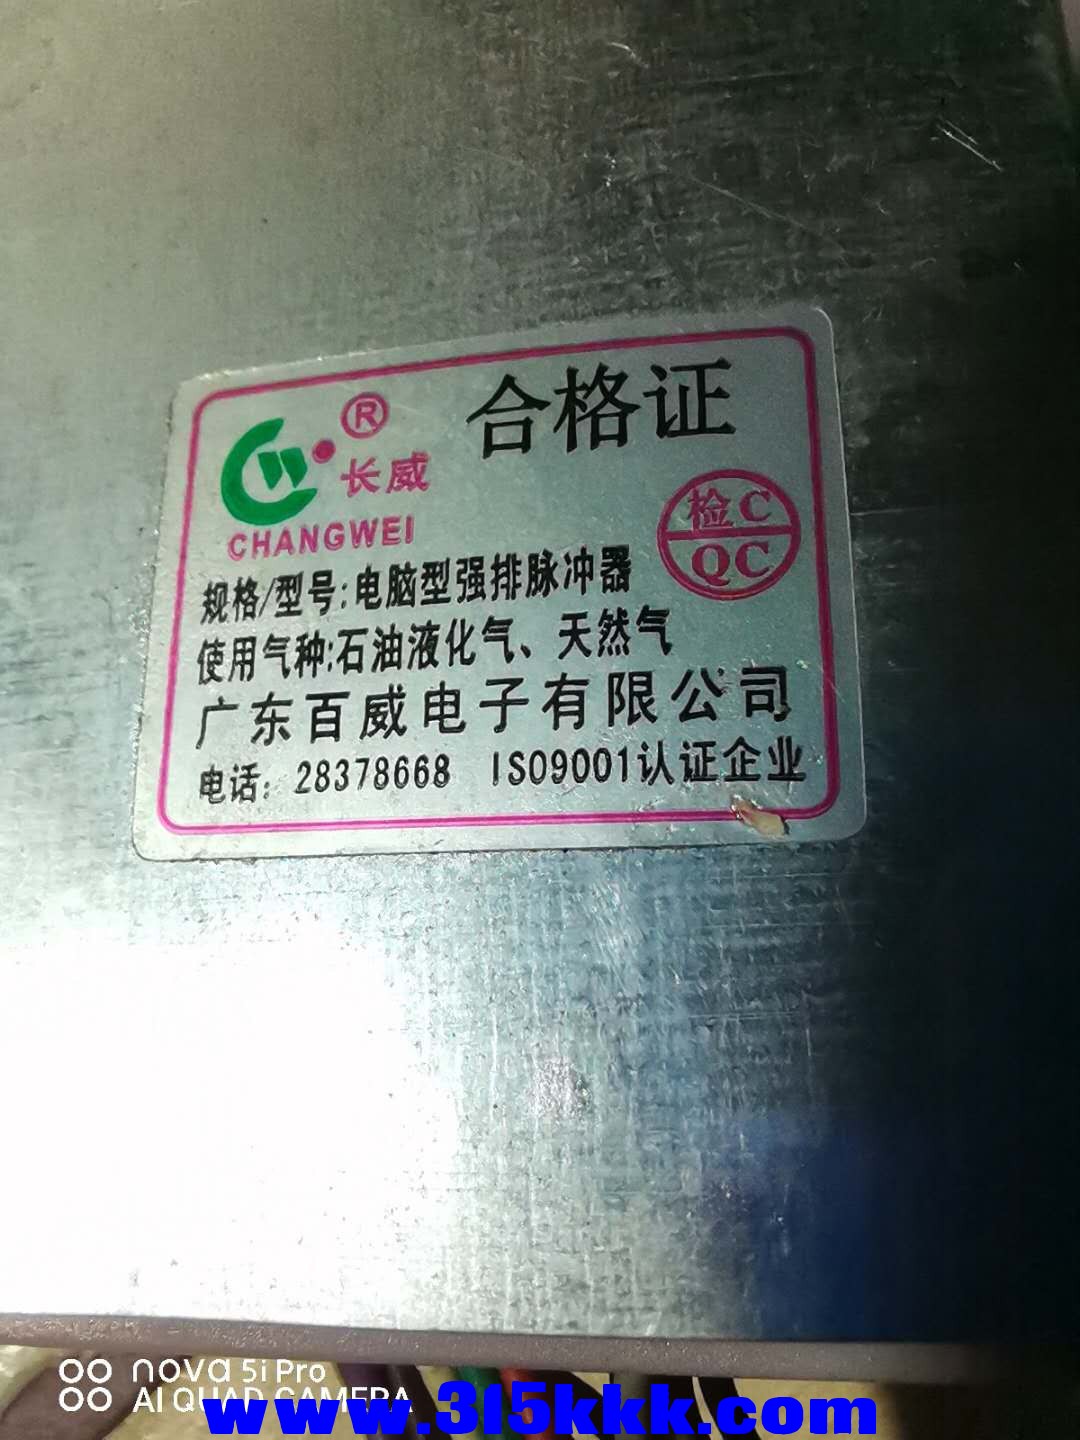 合格证
®
长威
CHANGWEI
检C
QC
规格/型号:电脑型强排脉冲器
使用气种:石油液化气、天然气
广东百威电子有限公司
电话: 28378668 ISO9001认证企业
nova 5i Pro
AI QUAD CAMERA
www.315kkk.com